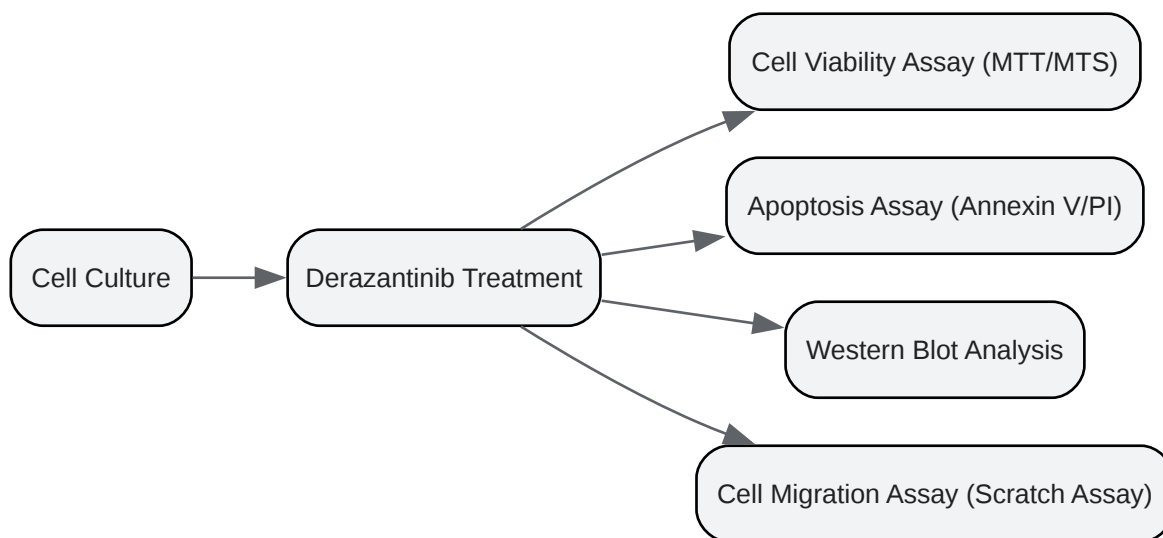 Cell Culture
Derazantinib Treatment
Cell Viability Assay (MTT/MTS)
Apoptosis Assay (Annexin V/PI)
Western Blot Analysis
Cell Migration Assay (Scratch Assay)